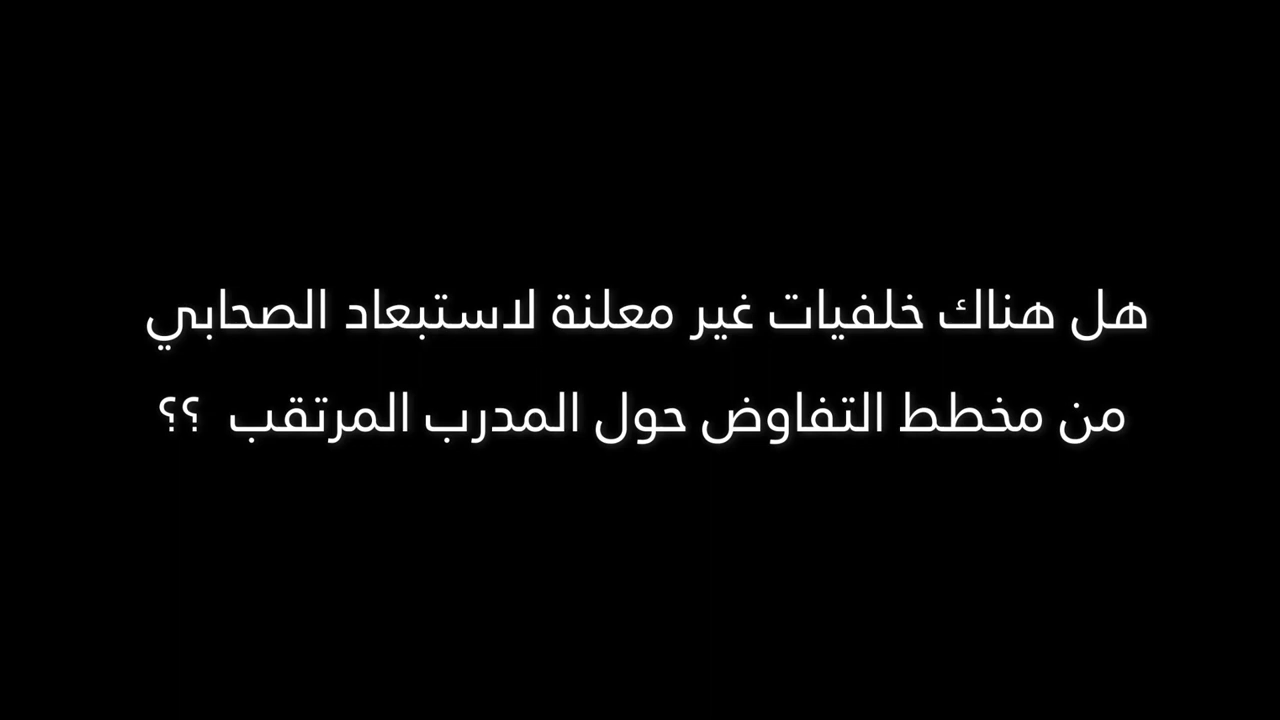 هل هناك خلفيات غير معلنة لاستبعاد الصحابي
من مخطط التفاوض حول المدرب المرتقب ؟؟